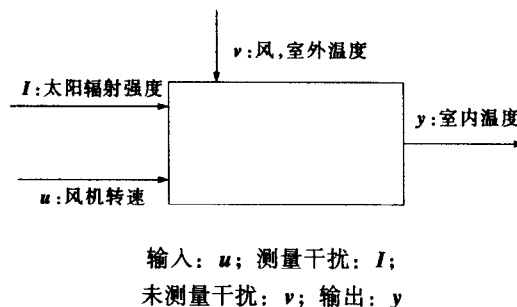 v:风,室外温度
I:太阳辐射强度
y:室内温度
u:风机转速
输入: u; 测量干扰: I;
未测量干扰: v; 输出: y